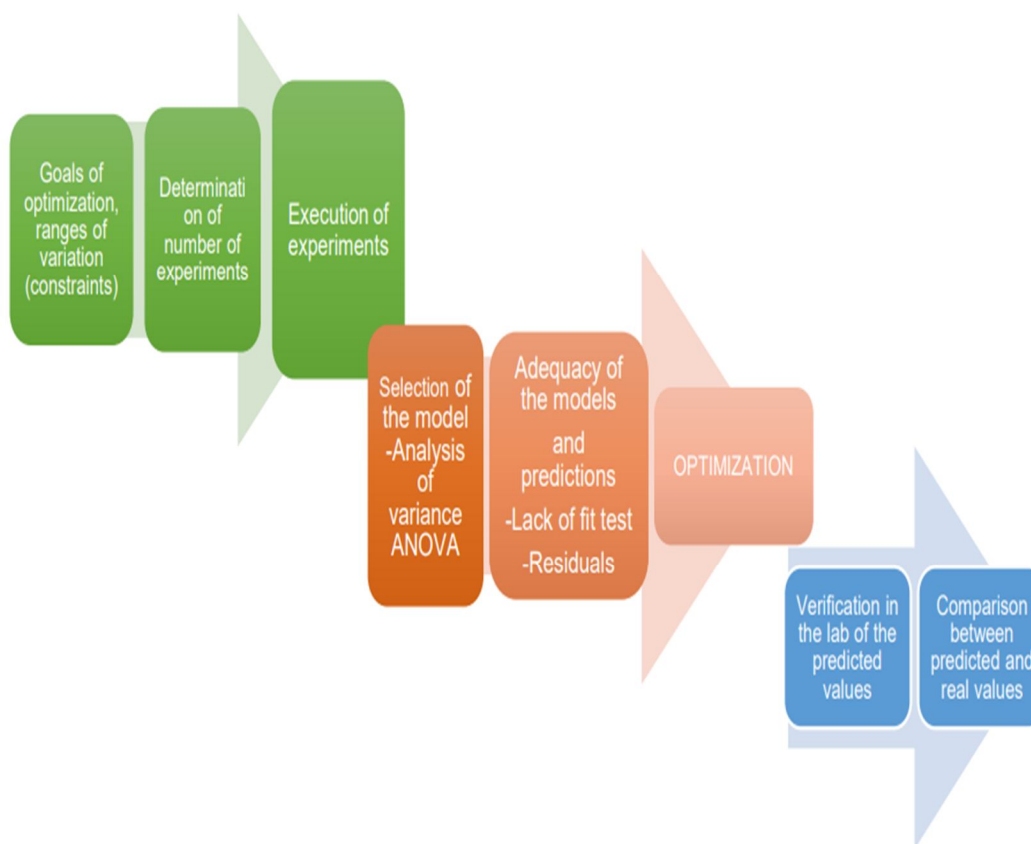 Goals of
optimization,
ranges of
variation
(constraints)
Determinati
on of
number of
experiments
Execution of
experiments
Selection of
the model
-Analysis
of
variance
ANOVA
Adequacy of
the models
and
predictions
-Lack of fit test
-Residuals
OPTIMIZATION
Verification in
the lab of the
predicted
values
Comparison
between
predicted and
real values